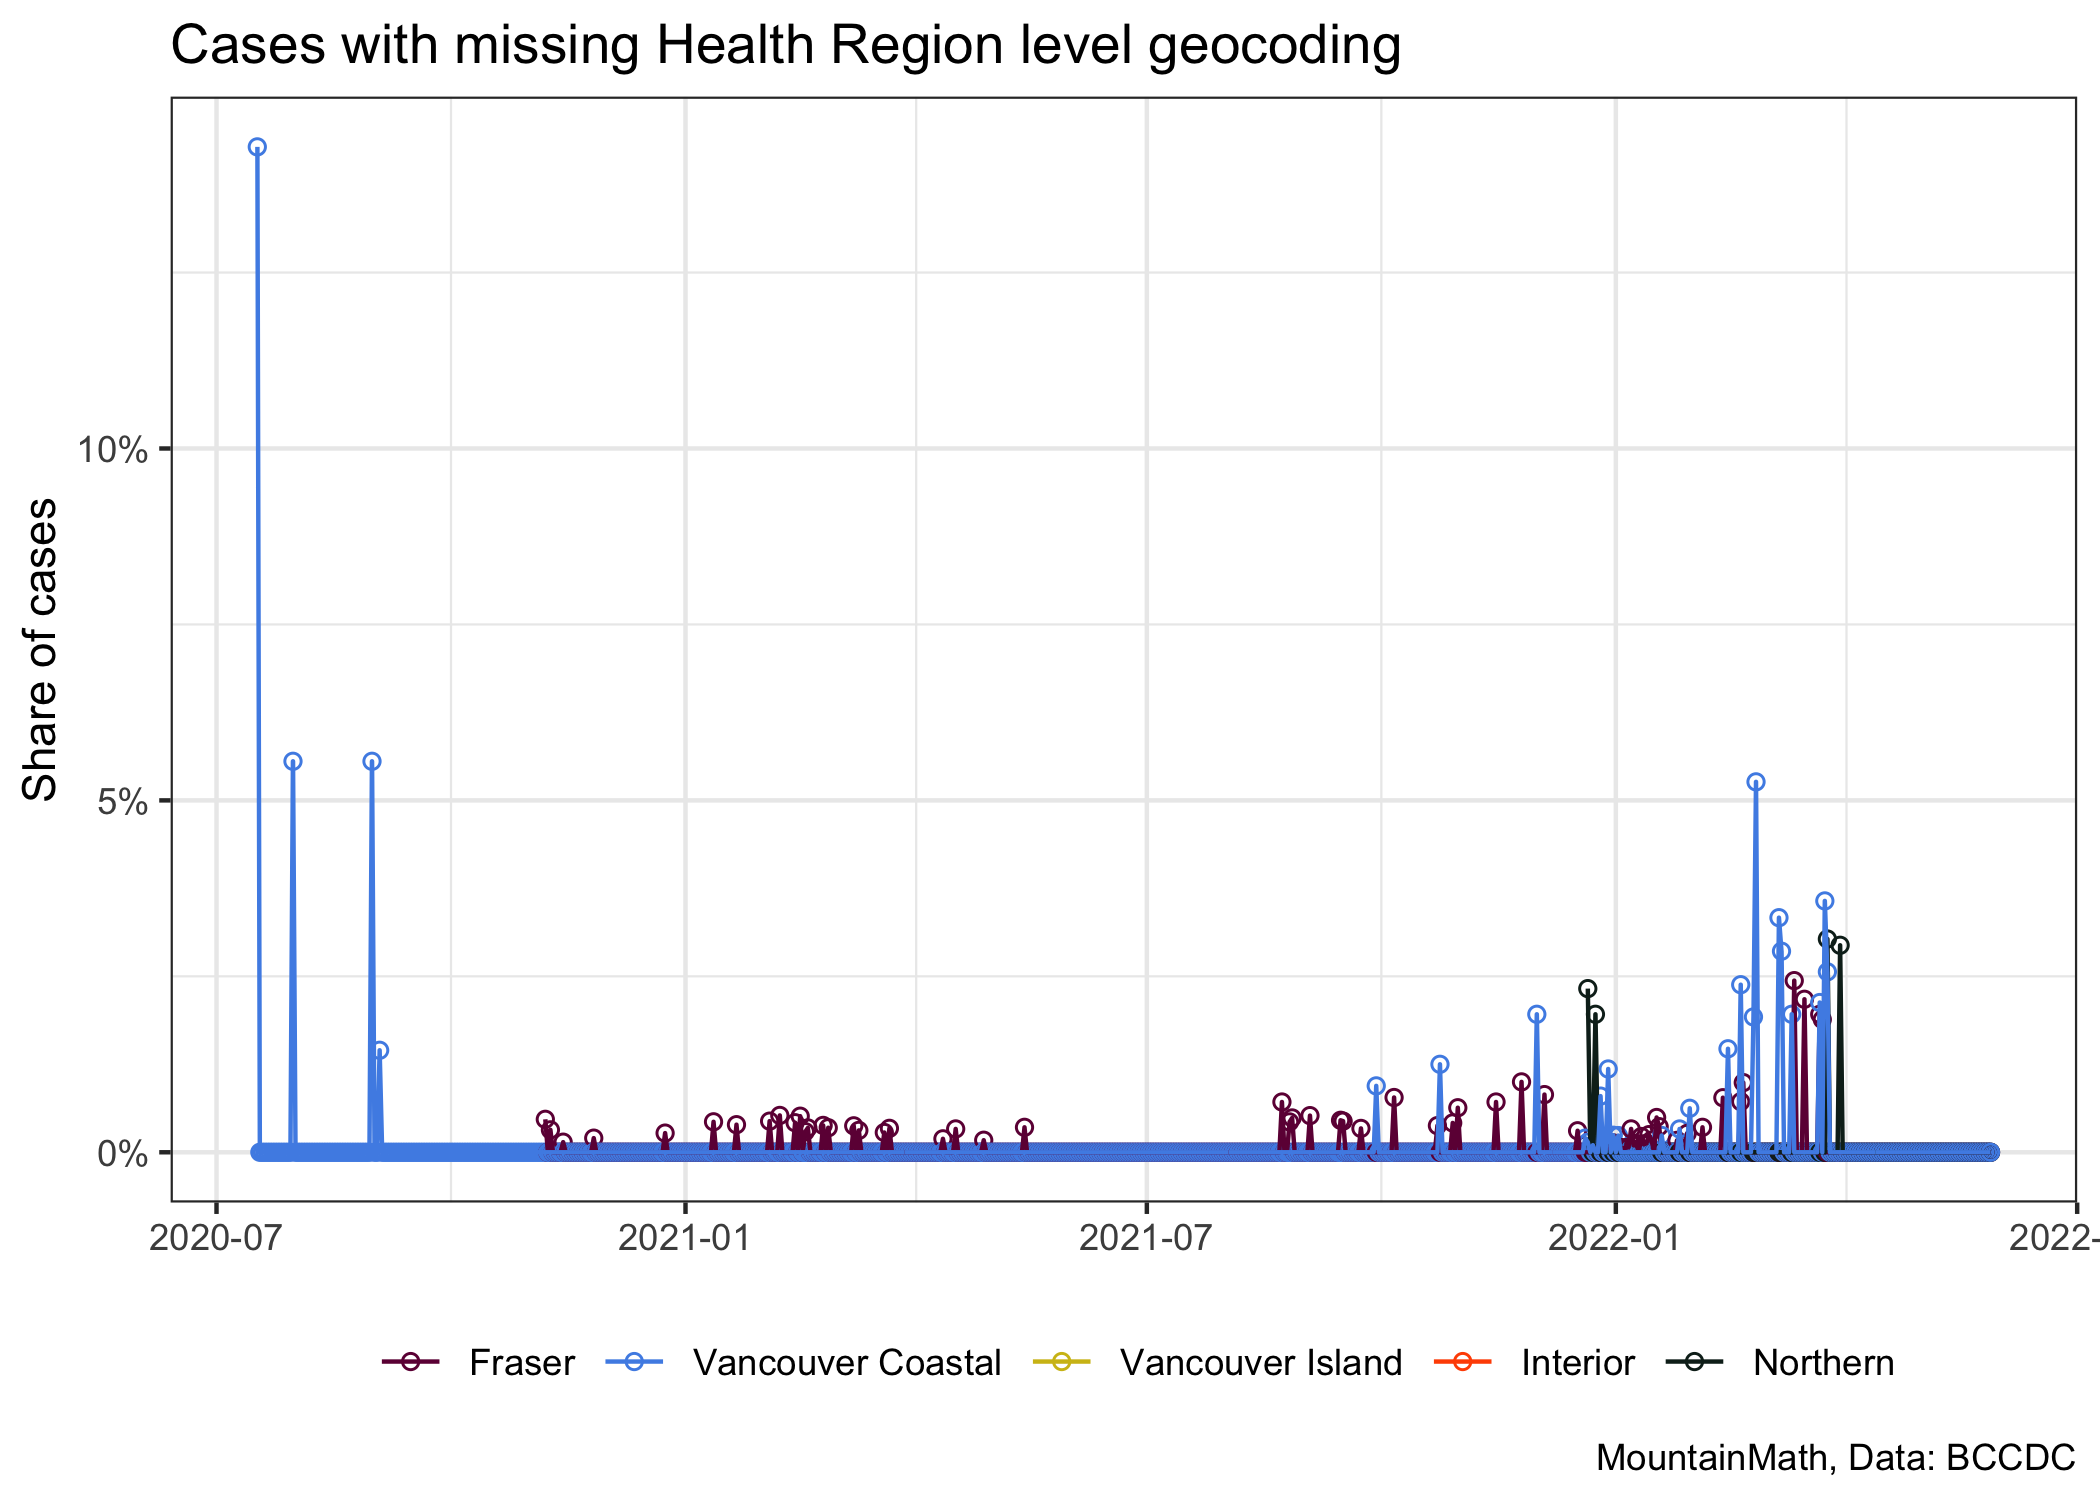 Cases with missing Health Region level geocoding
Share of cases
10%
5%
0%
2020-07
2021-01
2021-07
2022-01
2022-
Fraser
Vancouver Coastal
Vancouver Island
Interior
Northern
MountainMath, Data: BCCDC